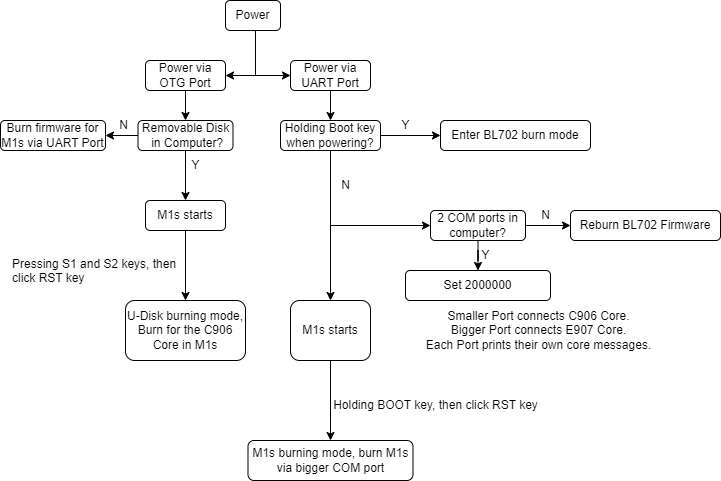 Power
Power via
OTG Port
Power via
UART Port
Burn firmware for
M1s via UART Port
N
Removable Disk
in Computer?
Holding Boot key
when powering?
Y
Enter BL702 burn mode
Y
N
M1s starts
2 COM ports in
computer?
N
Reburn BL702 Firmware
Y
Pressing S1 and S2 keys, then
click RST key
Set 2000000
U-Disk burning mode,
Burn for the C906
Core in M1s
M1s starts
Smaller Port connects C906 Core.
Bigger Port connects E907 Core.
Each Port prints their own core messages.
Holding BOOT key, then click RST key
M1s burning mode, burn M1s
via bigger COM port